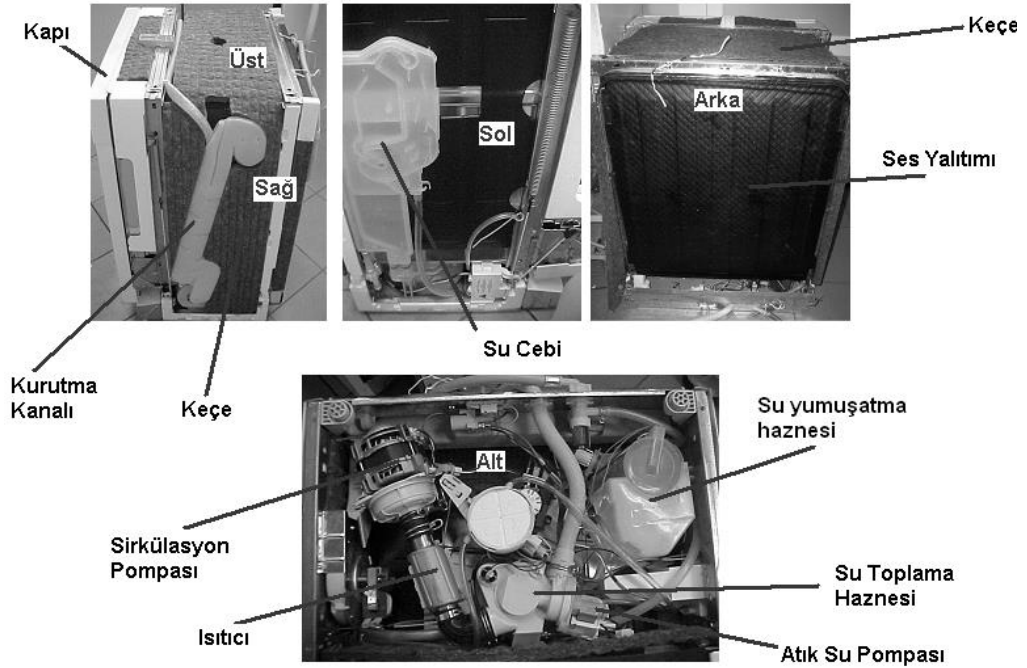 Kapı
Üst
Sağ
Kurutma
Kanalı
Keçe
Sol
Su Cebi
Keçe
Arka
Ses Yalıtımı
Su yumuşatma
haznesi
Alt
Sirkülasyon
Pompası
Isıtıcı
Su Toplama
Haznesi
Atık Su Pompası